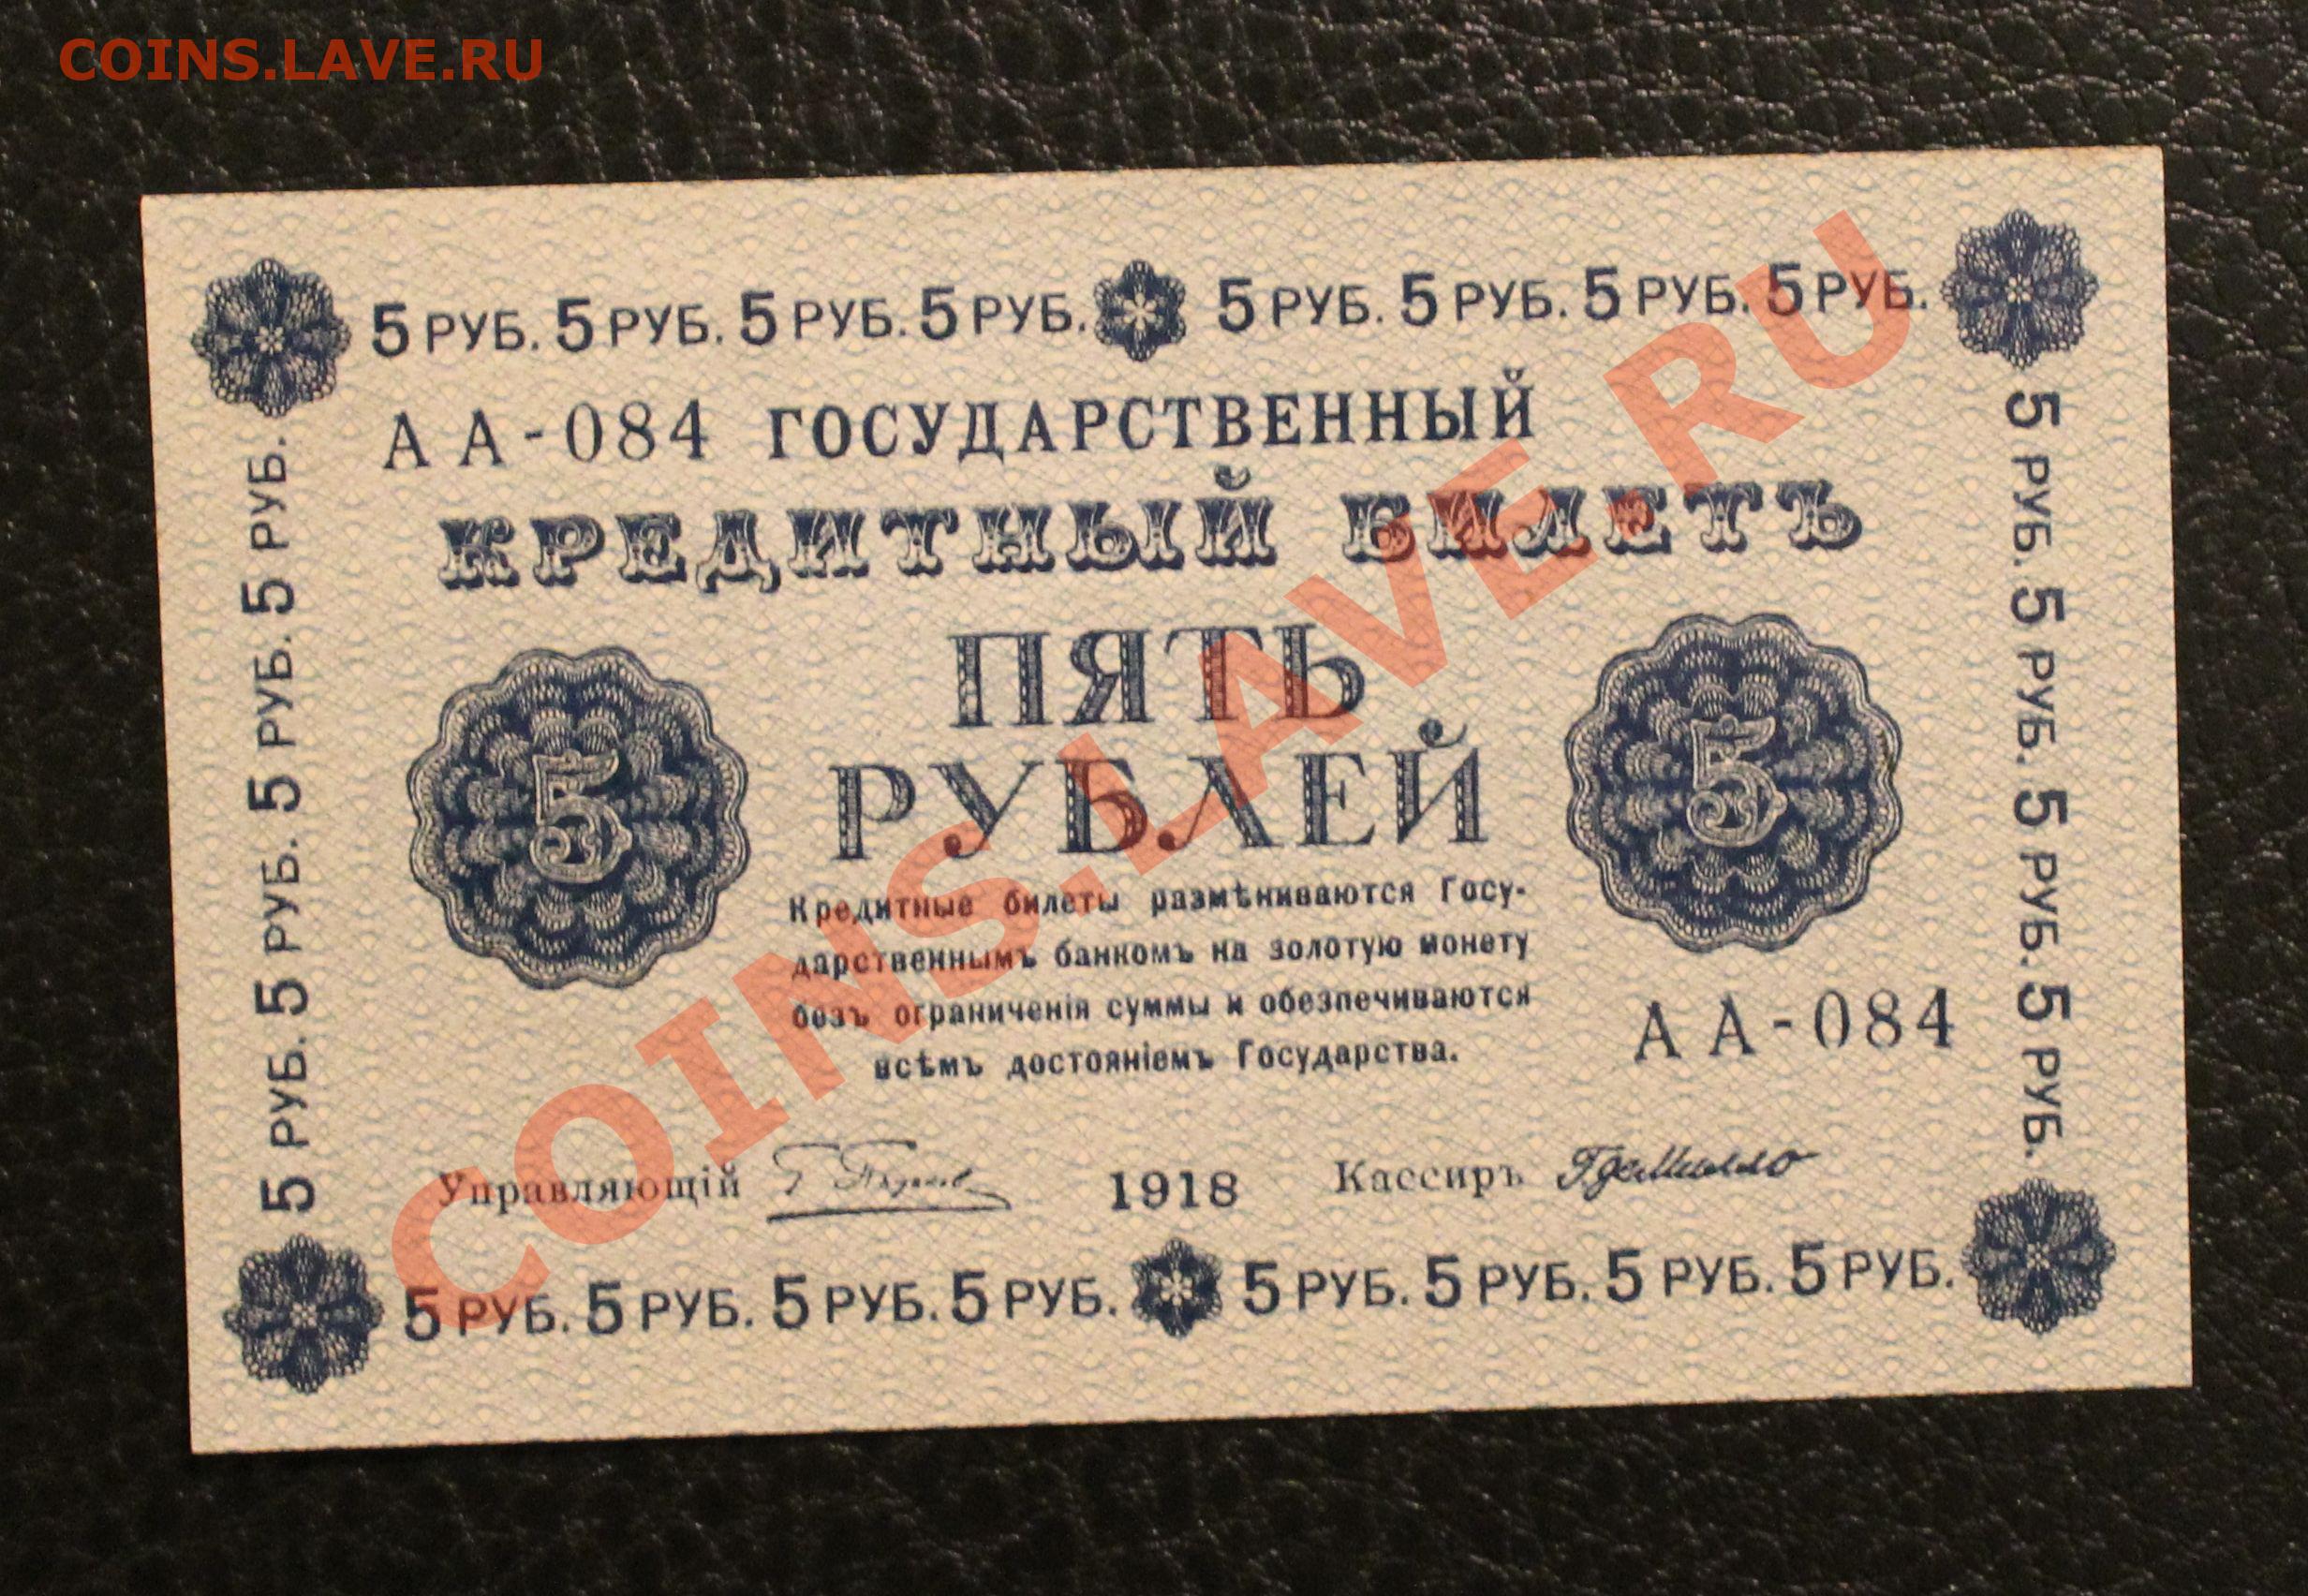 COINS.LAVE.RU
5 РУБ. 5 РУБ. 5 РУБ. 5 РУБ. 5 РУБ. 5 РУБ. 5 РУБ. 5 РУБ.
АА-084 ГОСУДАРСТВЕННЫЙ
КРЕДИТНЫЙ БИЛЕТЪ
ПЯТЬ
РУБЛЕЙ
5
5
Кредитные билеты размѣниваются Госу-
дарственнымъ банкомъ на золотую монету
безъ ограниченія суммы и обезпечиваются
всѣмъ достояніемъ Государства.
АА-084
Управляющій
1918
Кассиръ
5 РУБ. 5 РУБ. 5 РУБ. 5 РУБ. 5 РУБ. 5 РУБ. 5 РУБ. 5 РУБ.
5 РУБ. 5 РУБ. 5 РУБ. 5 РУБ.
5 РУБ. 5 РУБ. 5 РУБ. 5 РУБ.
COINS.LAVE.RU